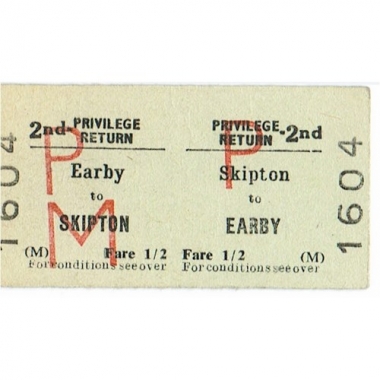 1604
2nd-PRIVILEGE
RETURN
P
Earby
to
SKIPTON
M
(M) Fare 1/2
For conditions see over
PRIVILEGE-2nd
RETURN
P
Skipton
to
EARBY
Fare 1/2 (M)
For conditions see over
1604